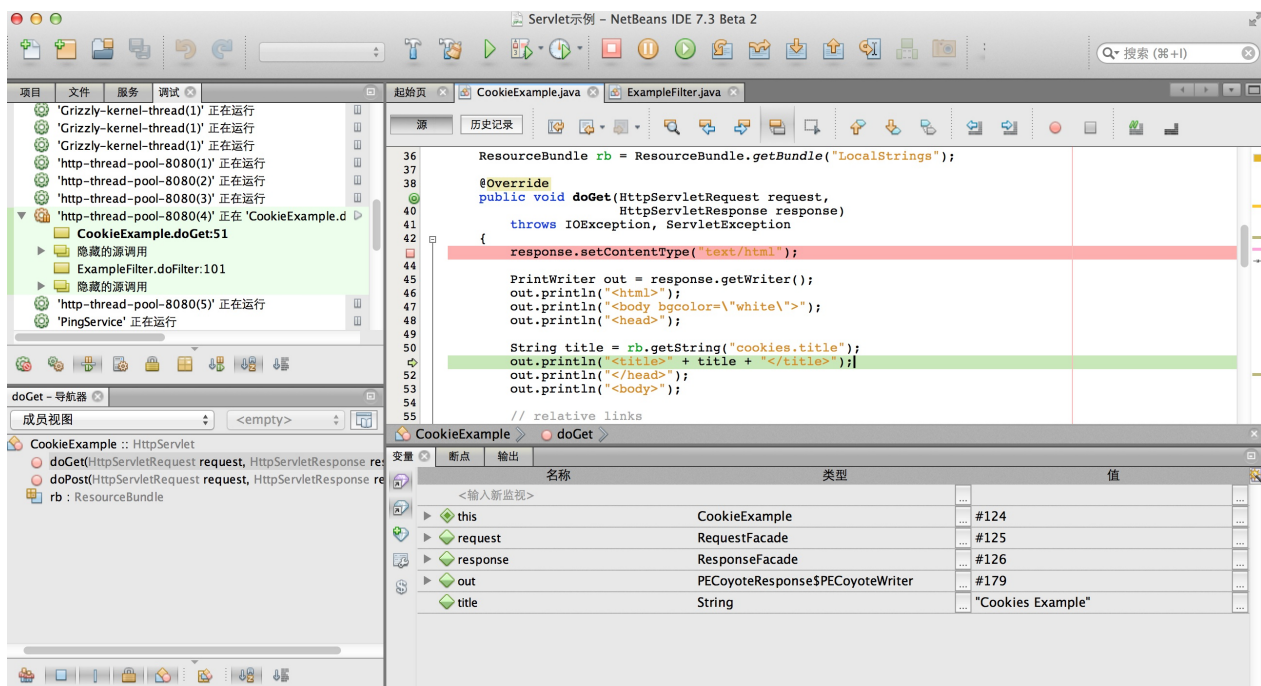 Servlet示例 – NetBeans IDE 7.3 Beta 2
搜索 (⌘+I)
项目 文件 服务 调试
'Grizzly-kernel-thread(1)' 正在运行
'Grizzly-kernel-thread(1)' 正在运行
'Grizzly-kernel-thread(1)' 正在运行
'http-thread-pool-8080(1)' 正在运行
'http-thread-pool-8080(2)' 正在运行
'http-thread-pool-8080(3)' 正在运行
'http-thread-pool-8080(4)' 正在 'CookieExample.d
CookieExample.doGet:51
隐藏的源调用
ExampleFilter.doFilter:101
隐藏的源调用
'http-thread-pool-8080(5)' 正在运行
'PingService' 正在运行
doGet – 导航器
成员视图 <empty>
CookieExample :: HttpServlet
doGet(HttpServletRequest request, HttpServletResponse res
doPost(HttpServletRequest request, HttpServletResponse re
rb : ResourceBundle
起始页 CookieExample.java ExampleFilter.java
源 历史记录
36 ResourceBundle rb = ResourceBundle.getBundle("LocalStrings");
37
38 @Override
public void doGet(HttpServletRequest request,
40 HttpServletResponse response)
41 throws IOException, ServletException
42 {
response.setContentType("text/html");
44
45 PrintWriter out = response.getWriter();
46 out.println("<html>");
47 out.println("<body bgcolor=\"white\">");
48 out.println("<head>");
49
50 String title = rb.getString("cookies.title");
out.println("<title>" + title + "</title>");
52 out.println("</head>");
53 out.println("<body>");
54
55 // relative links
CookieExample doGet
变量 断点 输出
名称 类型 值
<输入新监视> ... ...
this CookieExample ... #124 ...
request RequestFacade ... #125 ...
response ResponseFacade ... #126 ...
out PECoyoteResponse$PECoyoteWriter ... #179 ...
title String ... "Cookies Example" ...